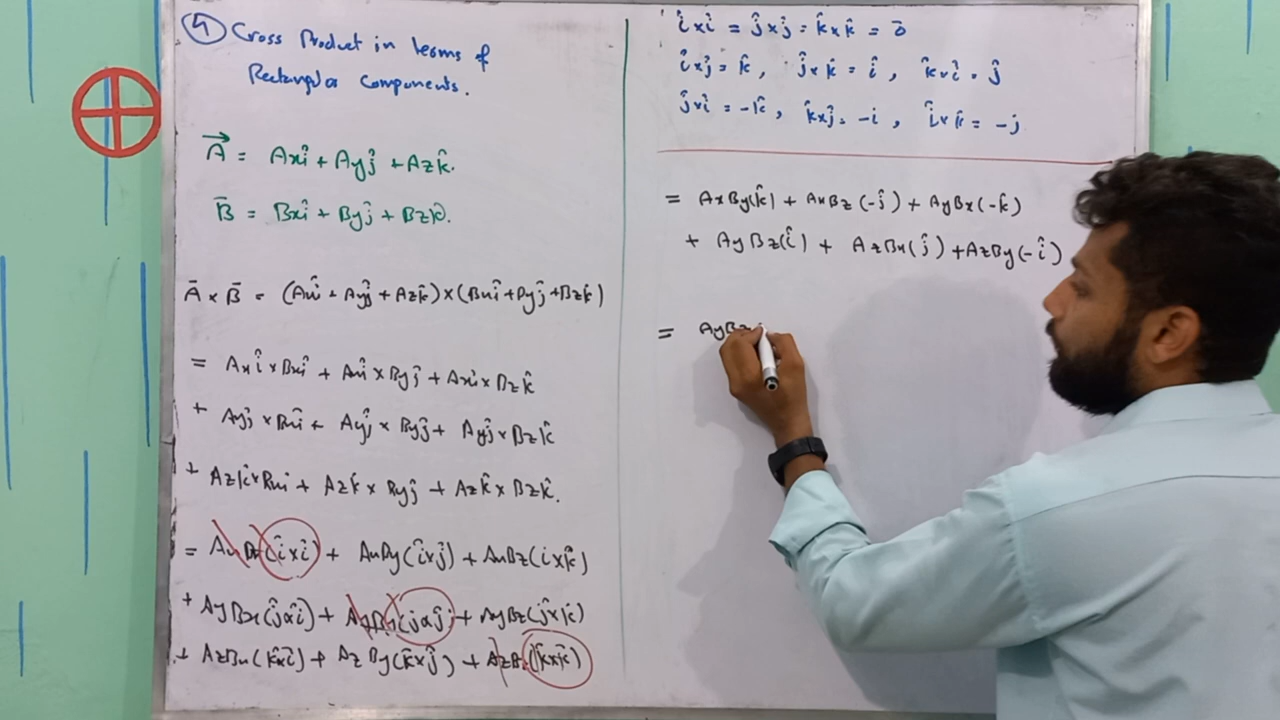 4 Cross Product in terms of
Rectangular Components.
A⃗ = Axî + Ayĵ + Azk̂.
B̄ = Bxî + Byĵ + Bzk̂.
Ā × B̄ = (Axî + Ayĵ + Azk̂)×(Bxî+Byĵ+Bzk̂)
= Axî×Bxî + Axî×Byĵ + Axî×Bzk̂
+ Ayĵ×Bxî + Ayĵ×Byĵ + Ayĵ×Bzk̂
+ Azk̂×Bxî + Azk̂×Byĵ + Azk̂×Bzk̂.
= AxBx(î×î) + AxBy(î×ĵ) + AxBz(i×k̂)
+ AyBx(ĵ×î) + AyBy(ĵ×ĵ) + AyBz(ĵ×k̂)
+ AzBx(k̂×î) + AzBy(k̂×ĵ) + AzBz(k̂×k̂)
î×î = ĵ×ĵ = k̂×k̂ = 0̄
î×ĵ = k̂, ĵ×k̂ = î, k̂×î = ĵ
ĵ×î = -k̂, k̂×ĵ = -i, î×k̂ = -j
= AxBy(k̂) + AxBz(-ĵ) + AyBx(-k̂)
+ AyBz(î) + AzBx(ĵ) + AzBy(-î)
= AyBz